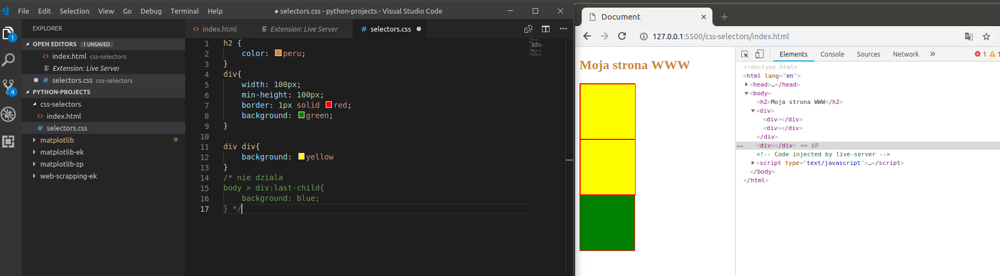 File Edit Selection View Go Debug Terminal Help
● selectors.css - python-projects - Visual Studio Code
EXPLORER
OPEN EDITORS 1 UNSAVED
index.html css-selectors
Extension: Live Server
selectors.css css-selectors
PYTHON-PROJECTS
css-selectors
index.html
selectors.css
matplotlib
matplotlib-ek
matplotlib-zp
web-scrapping-ek
1
4
index.html Extension: Live Server # selectors.css
1 h2 {
2 color: peru;
3 }
4 div{
5 width: 100px;
6 min-height: 100px;
7 border: 1px solid red;
8 background: green;
9 }
10
11 div div{
12 background: yellow
13 }
14 /* nie dziala
15 body > div:last-child{
16 background: blue;
17 } */
Document
127.0.0.1:5500/css-selectors/index.html
Moja strona WWW
Elements Console Sources Network » 1 1
<!doctype html>
<html lang="en">
<head>…</head>
<body>
<h2>Moja strona WWW</h2>
<div>
<div></div>
<div></div>
</div>
<div></div> == $0
<!-- Code injected by live-server -->
<script type="text/javascript">…</script>
</body>
</html>